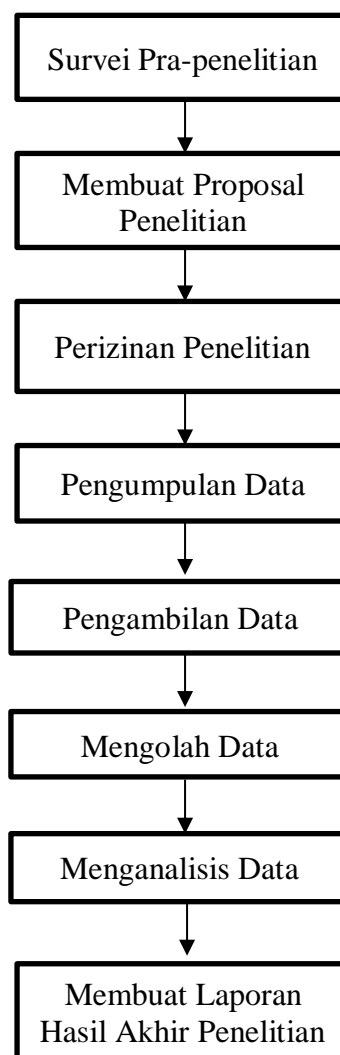 Survei Pra-penelitian
Membuat Proposal
Penelitian
Perizinan Penelitian
Pengumpulan Data
Pengambilan Data
Mengolah Data
Menganalisis Data
Membuat Laporan
Hasil Akhir Penelitian